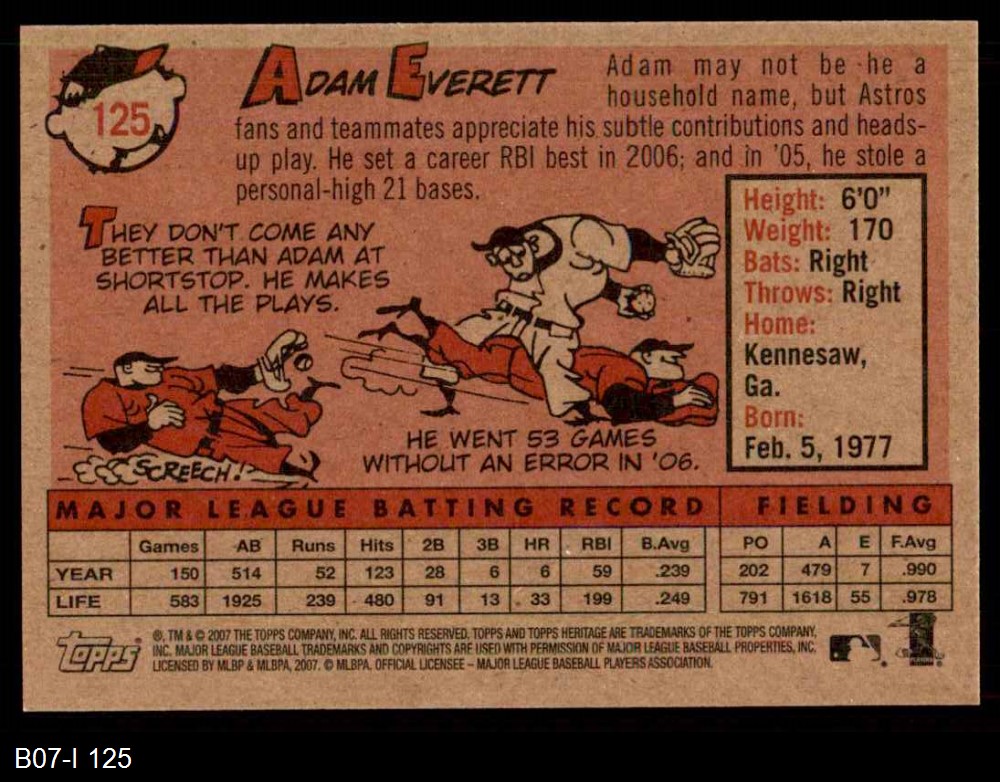 125
ADAM EVERETT
Adam may not be he a
household name, but Astros
fans and teammates appreciate his subtle contributions and heads-
up play. He set a career RBI best in 2006; and in '05, he stole a
personal-high 21 bases.
THEY DON'T COME ANY
BETTER THAN ADAM AT
SHORTSTOP. HE MAKES
ALL THE PLAYS.
SCREECH!
HE WENT 53 GAMES
WITHOUT AN ERROR IN '06.
Height: 6'0"
Weight: 170
Bats: Right
Throws: Right
Home:
Kennesaw,
Ga.
Born:
Feb. 5, 1977
MAJOR LEAGUE BATTING RECORD FIELDING
Games AB Runs Hits 2B 3B HR RBI B.Avg PO A E F.Avg
YEAR 150 514 52 123 28 6 6 59 .239 202 479 7 .990
LIFE 583 1925 239 480 91 13 33 199 .249 791 1618 55 .978
Topps
®, TM & © 2007 THE TOPPS COMPANY, INC. ALL RIGHTS RESERVED. TOPPS AND TOPPS HERITAGE ARE TRADEMARKS OF THE TOPPS COMPANY,
INC. MAJOR LEAGUE BASEBALL TRADEMARKS AND COPYRIGHTS ARE USED WITH PERMISSION OF MAJOR LEAGUE BASEBALL PROPERTIES, INC.
LICENSED BY MLBP & MLBPA, 2007. © MLBPA. OFFICIAL LICENSEE – MAJOR LEAGUE BASEBALL PLAYERS ASSOCIATION.
B07-I 125